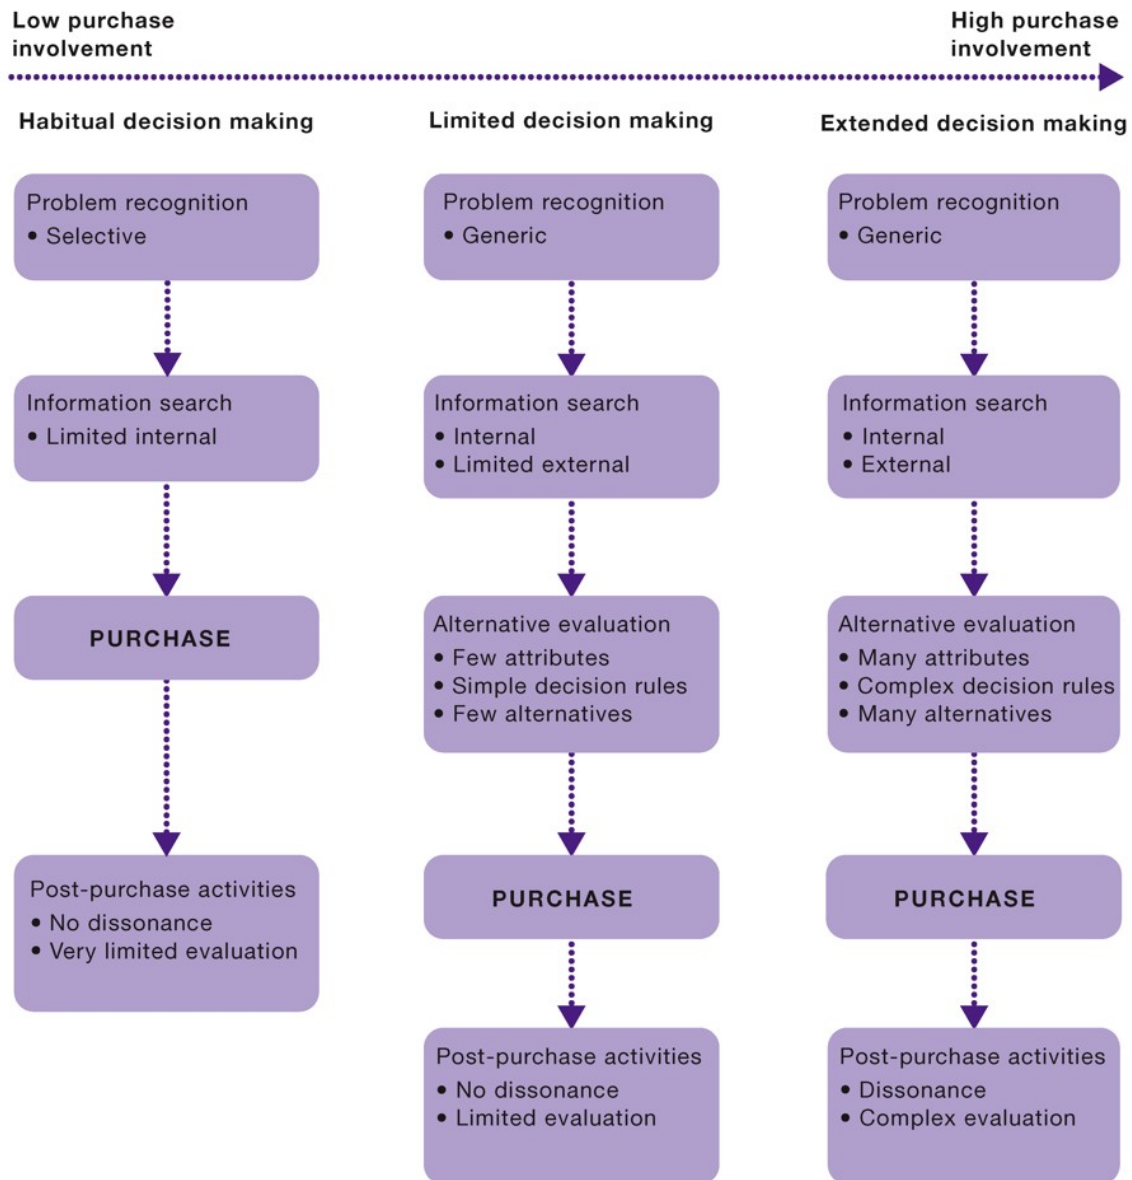 Low purchase
involvement
High purchase
involvement
Habitual decision making
Limited decision making
Extended decision making
Problem recognition
• Selective
Information search
• Limited internal
PURCHASE
Post-purchase activities
• No dissonance
• Very limited evaluation
Problem recognition
• Generic
Information search
• Internal
• Limited external
Alternative evaluation
• Few attributes
• Simple decision rules
• Few alternatives
PURCHASE
Post-purchase activities
• No dissonance
• Limited evaluation
Problem recognition
• Generic
Information search
• Internal
• External
Alternative evaluation
• Many attributes
• Complex decision rules
• Many alternatives
PURCHASE
Post-purchase activities
• Dissonance
• Complex evaluation